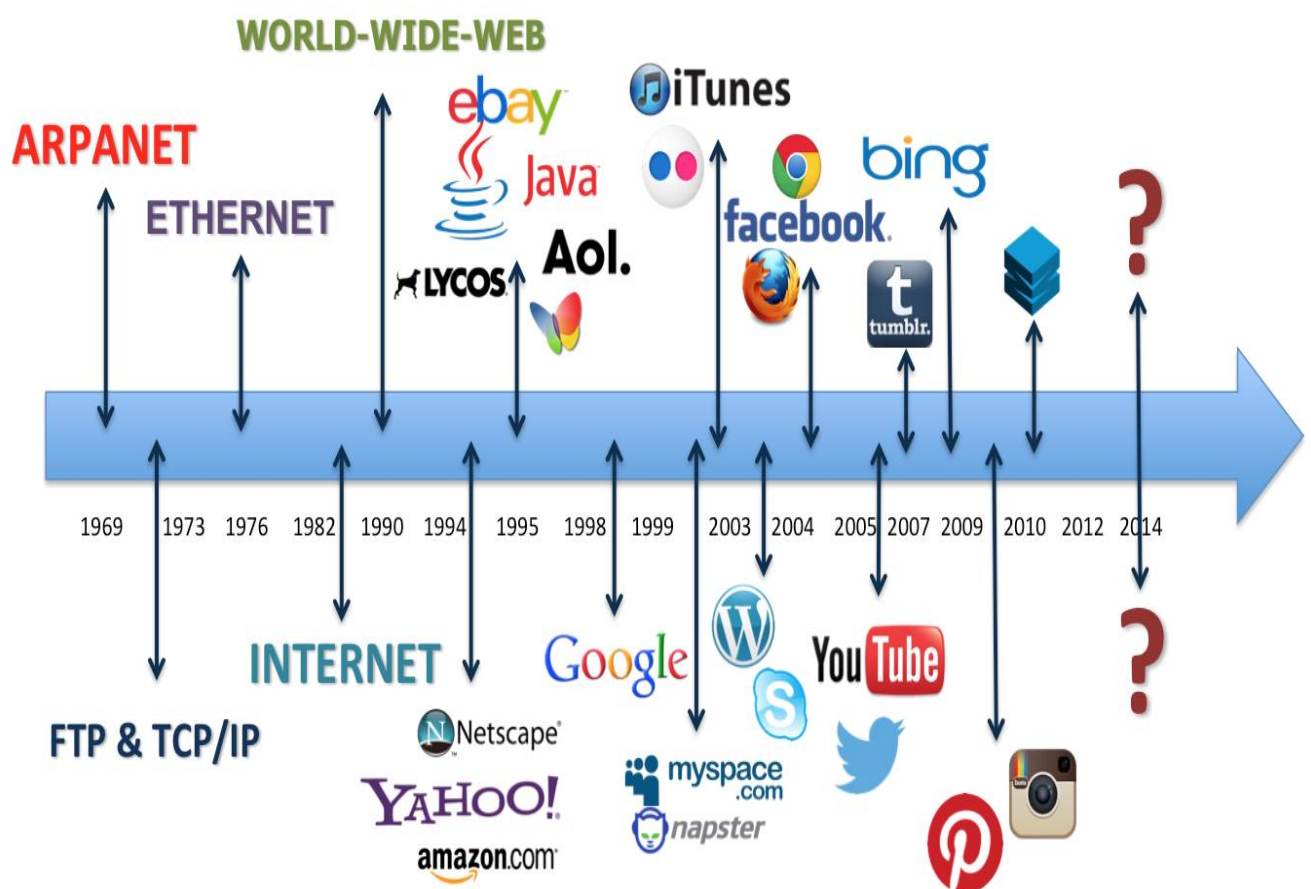 WORLD-WIDE-WEB
ebay
iTunes
ARPANET
ETHERNET
Java
bing
?
facebook.
Aol.
LYCOS
t
tumblr.
1969 1973 1976 1982 1990 1994 1995 1998 1999 2003 2004 2005 2007 2009 2010 2012 2014
INTERNET
Google
W
You Tube
?
S
FTP & TCP/IP
N Netscape
YAHOO!
amazon.com
myspace
.com
napster
P